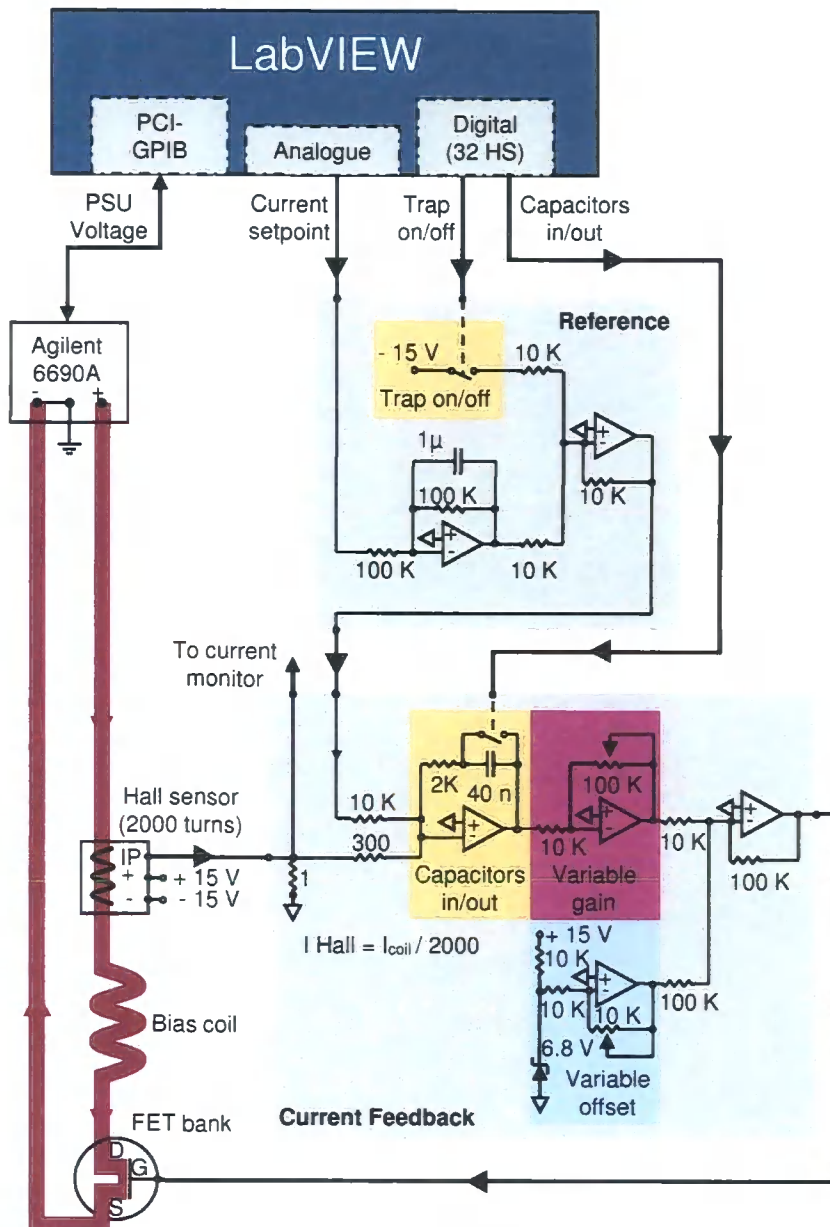 LabVIEW
PCI-
GPIB
Analogue
Digital
(32 HS)
PSU
Voltage
Current
setpoint
Trap
on/off
Capacitors
in/out
Reference
Agilent
6690A
- +
- 15 V
10 K
Trap on/off
1µ
100 K
+
-
10 K
100 K
+
-
10 K
To current
monitor
Hall sensor
(2000 turns)
IP
+ + 15 V
- - 15 V
10 K
300
1
2K
40 n
+
-
Capacitors
in/out
100 K
+
-
10 K
Variable
gain
10 K
+
-
100 K
I Hall = Icoil / 2000
+ 15 V
10 K
10 K
+
-
10 K
100 K
6.8 V
Variable
offset
Bias coil
FET bank
Current Feedback
D
G
S